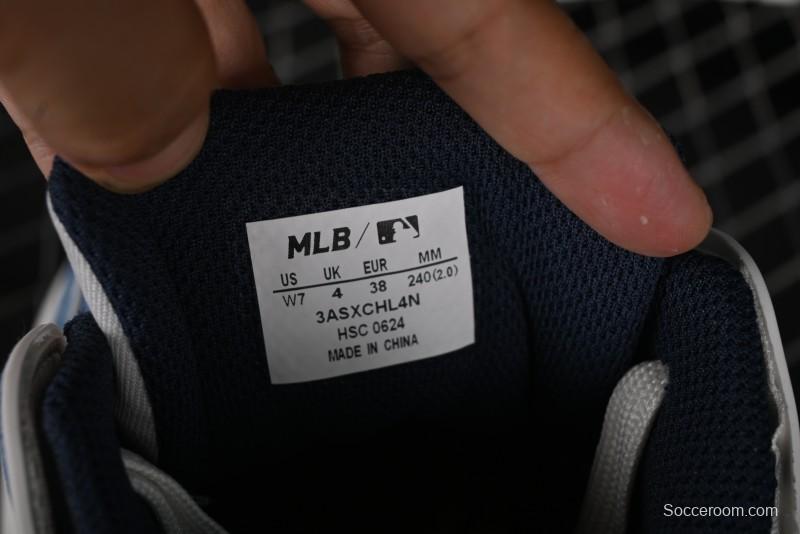 MLB /
US UK EUR MM
W7 4 38 240(2.0)
3ASXCHL4N
HSC 0624
MADE IN CHINA
Socceroom.com